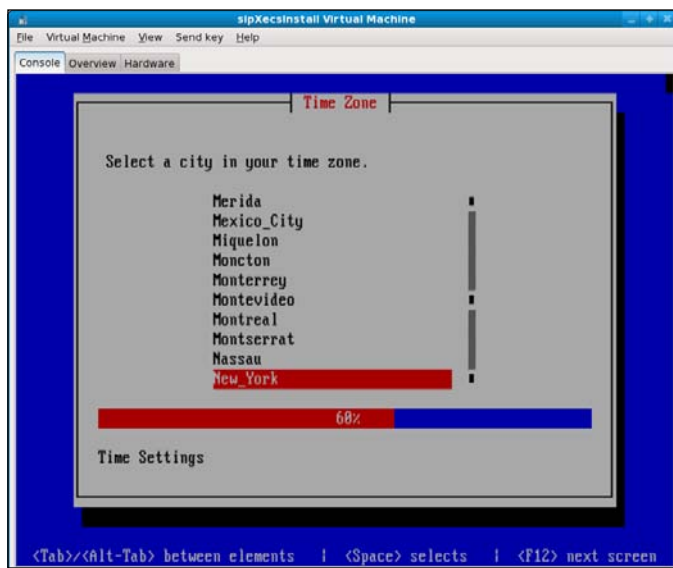 sipXecsInstall Virtual Machine
File Virtual Machine View Send key Help
Console Overview Hardware
Time Zone
Select a city in your time zone.
Merida
Mexico_City
Miquelon
Moncton
Monterrey
Montevideo
Montreal
Montserrat
Nassau
New_York
60%
Time Settings
<Tab>/<Alt-Tab> between elements | <Space> selects | <F12> next screen